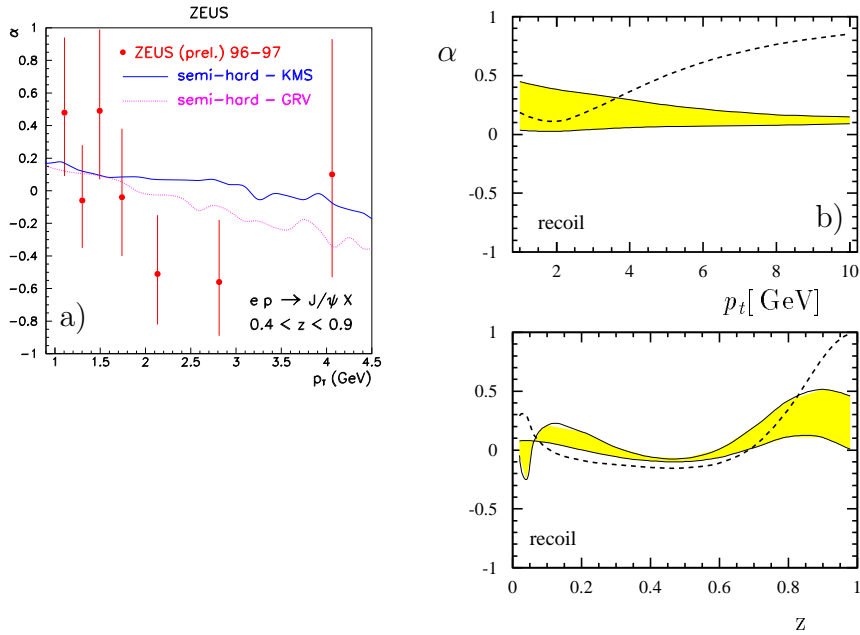 ZEUS
α
1
0.8
0.6
0.4
0.2
0
-0.2
-0.4
-0.6
-0.8
-1
ZEUS (prel.) 96-97
semi-hard - KMS
semi-hard - GRV
a)
e p → J/ψ X
0.4 < z < 0.9
1 1.5 2 2.5 3 3.5 4 4.5
p_T (GeV)
α
1
0.5
0
-0.5
-1
recoil
b)
2 4 6 8 10
p_t[ GeV]
1
0.5
0
-0.5
-1
recoil
0 0.2 0.4 0.6 0.8 1
z